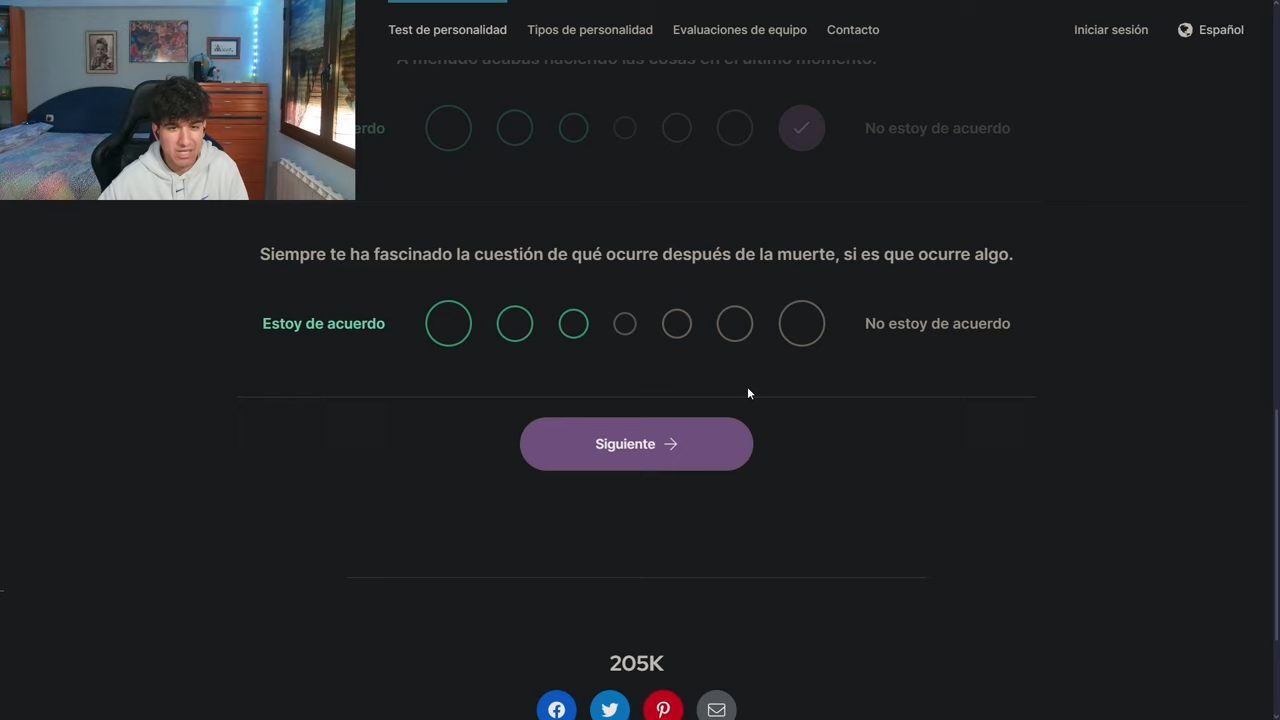 Test de personalidad
Tipos de personalidad
Evaluaciones de equipo
Contacto
Iniciar sesión
Español
A menudo acabas haciendo las cosas en el último momento.
erdo
No estoy de acuerdo
Siempre te ha fascinado la cuestión de qué ocurre después de la muerte, si es que ocurre algo.
Estoy de acuerdo
No estoy de acuerdo
Siguiente
205K